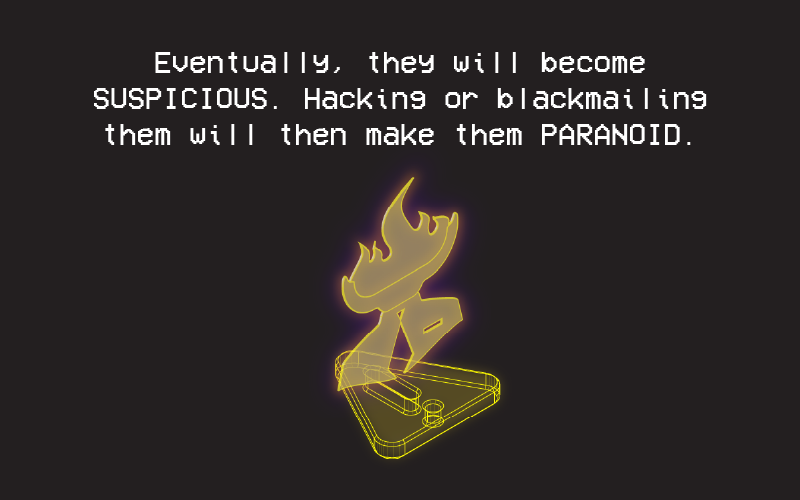 Eventually, they will become
SUSPICIOUS. Hacking or blackmailing
them will then make them PARANOID.